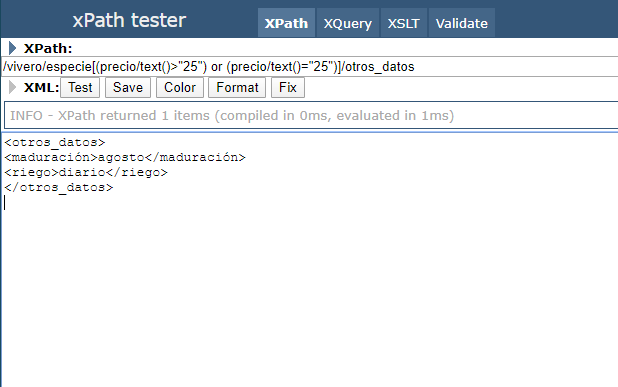 xPath tester
XPath XQuery XSLT Validate
XPath:
/vivero/especie[(precio/text()>"25") or (precio/text()="25")]/otros_datos
XML: Test Save Color Format Fix
INFO - XPath returned 1 items (compiled in 0ms, evaluated in 1ms)
<otros_datos>
<maduración>agosto</maduración>
<riego>diario</riego>
</otros_datos>